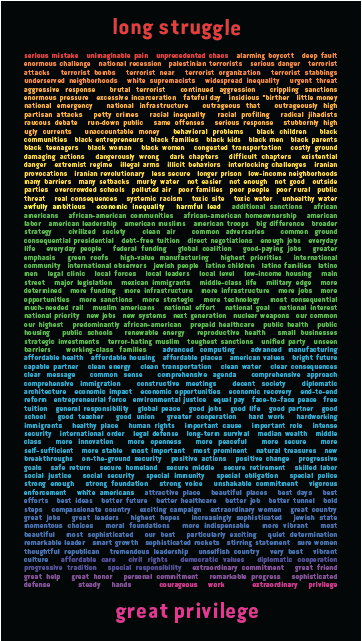 long struggle
serious mistake unimaginable pain unprecedented chaos alarming boycott deep fault
enormous challenge national recession palestinian terrorists serious danger terrorist
attacks terrorist bombs terrorist near terrorist organization terrorist stabbings
underserved neighborhoods white supremacists widespread inequality urgent threat
aggressive response brutal terrorist continued aggression crippling sanctions
enormous pressure excessive incarceration fateful day insidious "birther" little money
national emergency national infrastructure outrageous that outrageously high
partisan attacks petty crimes racial inequality racial profiling radical jihadists
raucous debate run-down public same offenses serious response stubbornly high
ugly currents unaccountable money behavioral problems black children black
communities black entrepreneurs black families black kids black men black parents
black teenagers black woman black women congested transportation costly ground
damaging actions dangerously wrong dark chapters difficult chapters existential
danger extremist regime illegal arms illicit behaviors interlocking challenges iranian
provocations iranian revolutionary less secure longer prison low-income neighborhoods
many barriers many setbacks murky water not easier not enough not good outside
parties overcrowded schools polluted air poor families poor people poor rural public
threat real consequences systemic racism toxic site toxic water unhealthy water
awfully ambitious economic inequality harmful lead additional sanctions african
americans african-american communities african-american homeownership american
labor american leadership american muslims american troops big difference broader
strategy civilized society clean air common adversaries common ground
consequential presidential debt-free tuition direct negotiations enough jobs everyday
life everyday people federal funding global coalition good-paying jobs greater
emphasis green roofs high-value manufacturing highest priorities international
community international observers jewish people latino children latino families latino
men legal clinic local forces local leaders local level low-income housing main
street major legislation mexican immigrants middle-class life military edge more
determined more funding more infrastructure more infrastructure more jobs more
opportunities more sanctions more strategic more technology most consequential
much-needed rail muslim americans national effort national goal national interest
national priority new jobs new systems next generation nuclear weapons our common
our highest predominantly african-american prepaid healthcare public health public
housing public schools renewable energy reproductive health small businesses
strategic investments terror-hating muslim toughest sanctions unified party unseen
barriers working-class families advanced computing advanced manufacturing
affordable health affordable housing affordable places american values bright future
capable partner clean energy clean transportation clean water clear consequences
clear message common sense comprehensive agenda comprehensive approach
comprehensive immigration constructive meetings decent society diplomatic
architecture economic impact economic opportunities economic recovery end-to-end
reform entrepreneurial force environmental justice equal pay face-to-face peace free
tuition general responsibility global peace good jobs good life good partner good
school good teacher good union greater cooperation hard work hardworking
immigrants healthy place human rights important cause important role intense
security international order legal defense long-term survival median wealth middle
class more innovation more openness more peaceful more secure more
self-sufficient more stable most important most prominent natural treasures new
breakthroughs on-the-ground security positive actions positive change progressive
goals safe return secure homeland secure middle secure retirement skilled labor
social justice social security special immunity special obligation special police
strong enough strong foundation strong voice unshakable commitment vigorous
enforcement white americans attractive place beautiful places best days best
efforts best ideas better future better healthcare better job better tunnel bold
steps compassionate country exciting campaign extraordinary women great country
great jobs great leaders highest hopes increasingly sophisticated jewish state
momentous choices moral foundations more indispensable more vibrant most
beautiful most sophisticated our best particularly exciting quiet determination
remarkable leader smart growth sophisticated rockets stirring statement sure women
thoughtful republican tremendous leadership unselfish country very best vibrant
culture affordable care civil rights democratic values diplomatic cooperation
progressive tradition special responsibility extraordinary commitment great friend
great help great honor personal commitment remarkable progress sophisticated
defense steady hands courageous work extraordinary privilege
great privilege